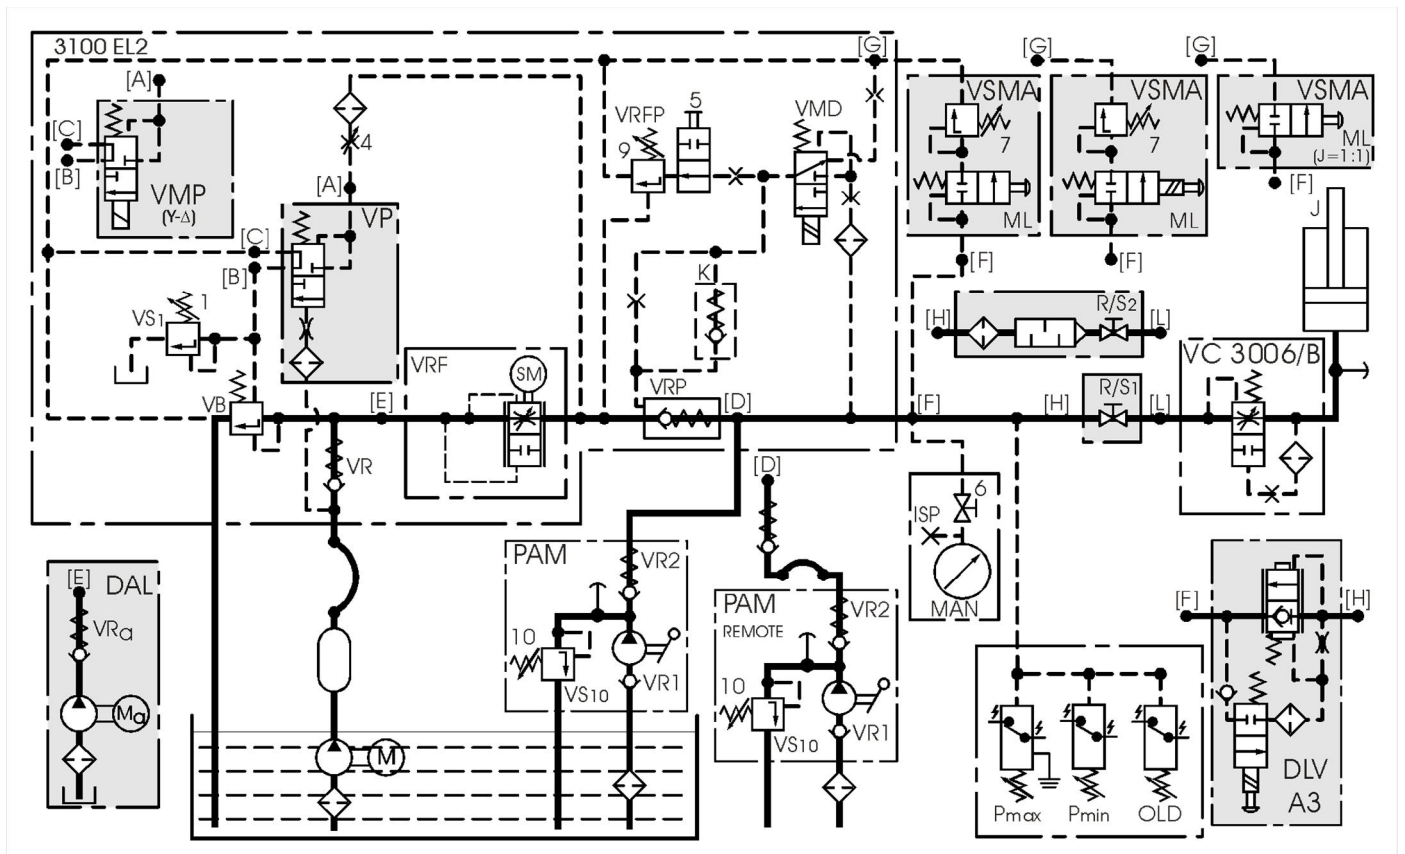 3100 EL2
[A]
[C]
[B]
VMP
(Y-Δ)
4
[A]
VP
[C]
[B]
VS1
1
VB
VRF
SM
[E]
VR
VRFP
9
5
VMD
K
VRP
[D]
[G]
VSMA
7
ML
[F]
[G]
VSMA
7
ML
[F]
[G]
VSMA
ML
(J=1:1)
[F]
J
[H]
R/S2
[L]
[F]
[H]
R/S1
[L]
VC 3006/B
6
ISP
MAN
[E]
DAL
VRa
Ma
M
PAM
VR2
10
VS10
VR1
[D]
PAM
REMOTE
VR2
10
VS10
VR1
Pmax
Pmin
OLD
[F]
[H]
DLV
A3